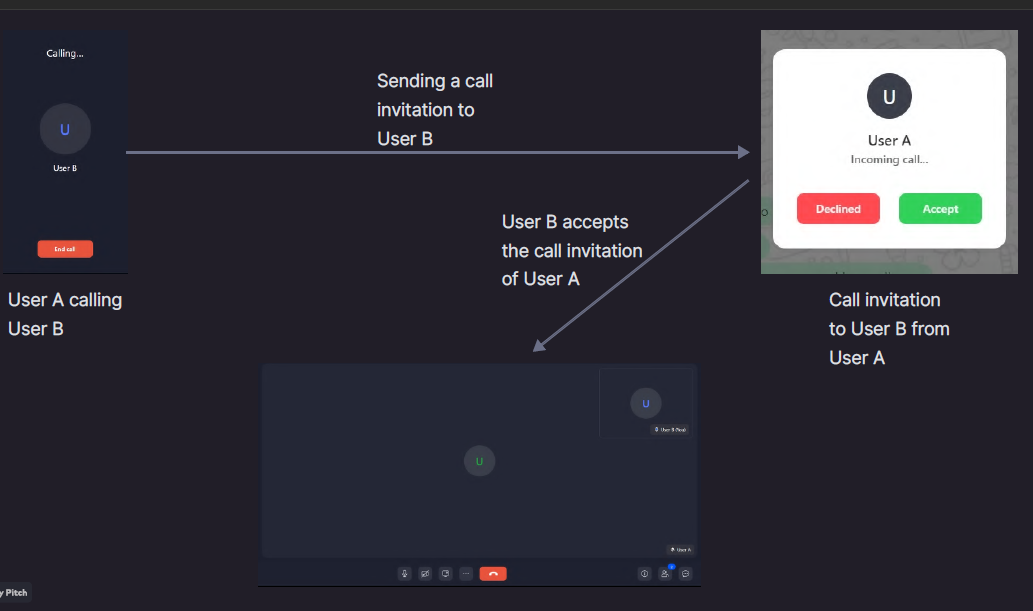 Calling...
U
User B
End call
User A calling
User B
Sending a call
invitation to
User B
U
User A
Incoming call...
Declined
Accept
Call invitation
to User B from
User A
User B accepts
the call invitation
of User A
U
User B (You)
U
User A
y Pitch